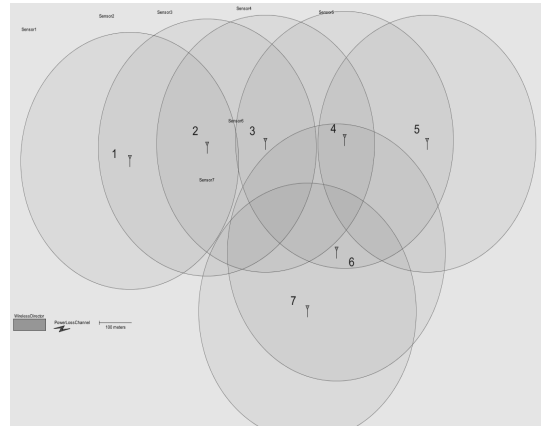 Sensor1
Sensor2
Sensor3
Sensor4
Sensor5
Sensor6
Sensor7
1
2
3
4
5
6
7
WirelessDirector
PowerLossChannel
100 meters